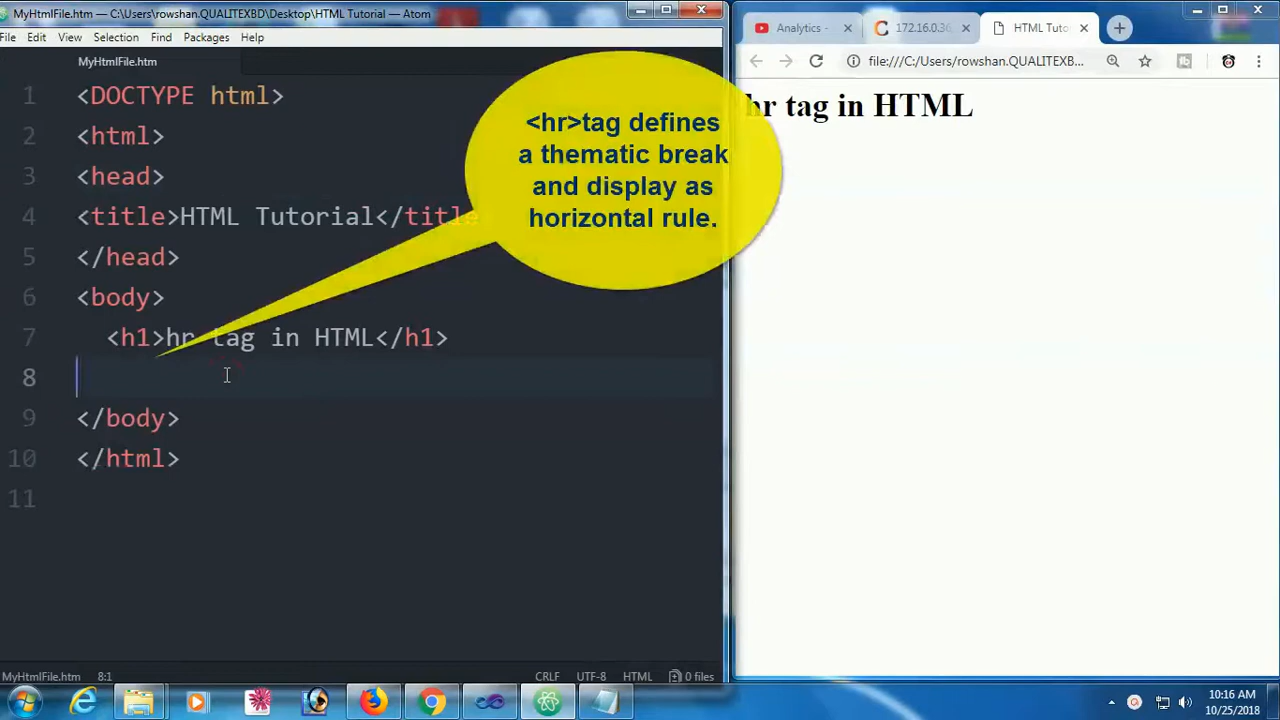 MyHtmlFile.htm — C:\Users\rowshan.QUALITEXBD\Desktop\HTML Tutorial — Atom
File Edit View Selection Find Packages Help
MyHtmlFile.htm
1 <DOCTYPE html>
2 <html>
3 <head>
4 <title>HTML Tutorial</title
5 </head>
6 <body>
7 <h1>hr tag in HTML</h1>
8
9 </body>
10 </html>
11
<hr>tag defines
a thematic break
and display as
horizontal rule.
MyHtmlFile.htm 8:1 CRLF UTF-8 HTML 0 files
Analytics - 172.16.0.36 HTML Tuto
file:///C:/Users/rowshan.QUALITEXB...
hr tag in HTML
10:16 AM
10/25/2018